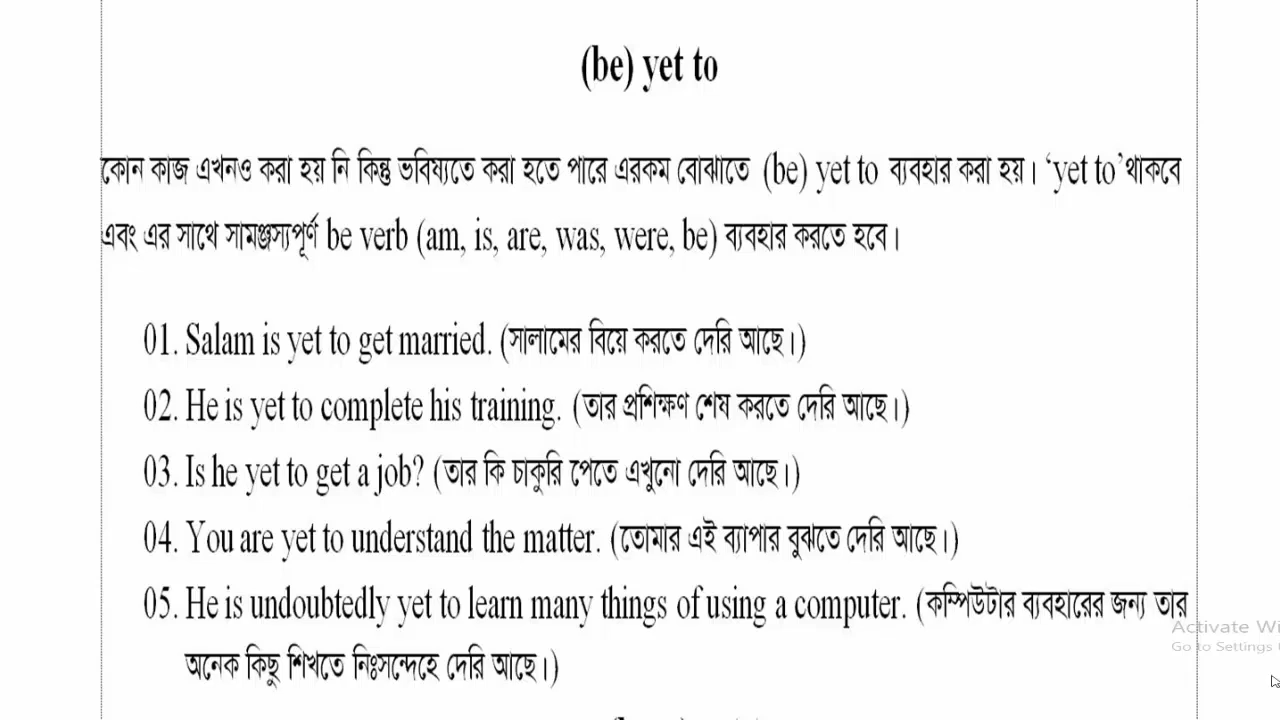 (be) yet to
কোন কাজ এখনও করা হয় নি কিন্তু ভবিষ্যতে করা হতে পারে এরকম বোঝাতে (be) yet to ব্যবহার করা হয়। ‘yet to’থাকবে
এবং এর সাথে সামঞ্জস্যপূর্ণ be verb (am, is, are, was, were, be) ব্যবহার করতে হবে।
01. Salam is yet to get married. (সালামের বিয়ে করতে দেরি আছে।)
02. He is yet to complete his training. (তার প্রশিক্ষণ শেষ করতে দেরি আছে।)
03. Is he yet to get a job? (তার কি চাকুরি পেতে এখুনো দেরি আছে।)
04. You are yet to understand the matter. (তোমার এই ব্যাপার বুঝতে দেরি আছে।)
05. He is undoubtedly yet to learn many things of using a computer. (কম্পিউটার ব্যবহারের জন্য তার
অনেক কিছু শিখতে নিঃসন্দেহে দেরি আছে।)
Activate Wi
Go to Settings